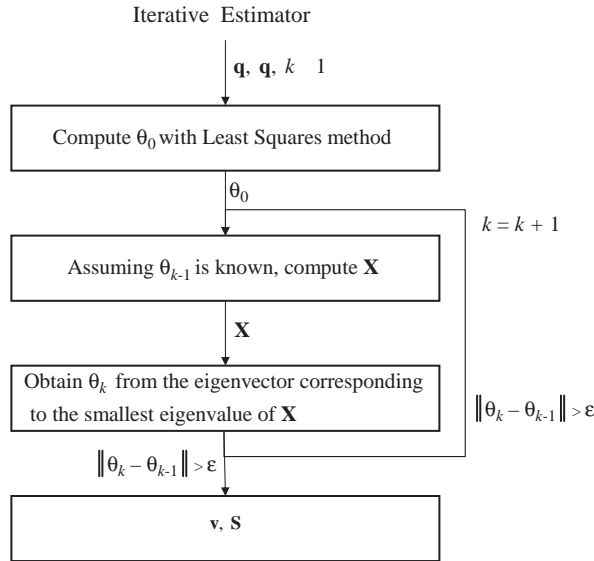 Iterative Estimator
q, q, k 1
Compute θ0 with Least Squares method
θ0
k = k + 1
Assuming θk-1 is known, compute X
X
Obtain θk from the eigenvector corresponding
to the smallest eigenvalue of X
‖θk – θk-1‖ > ε
‖θk – θk-1‖ > ε
v, S